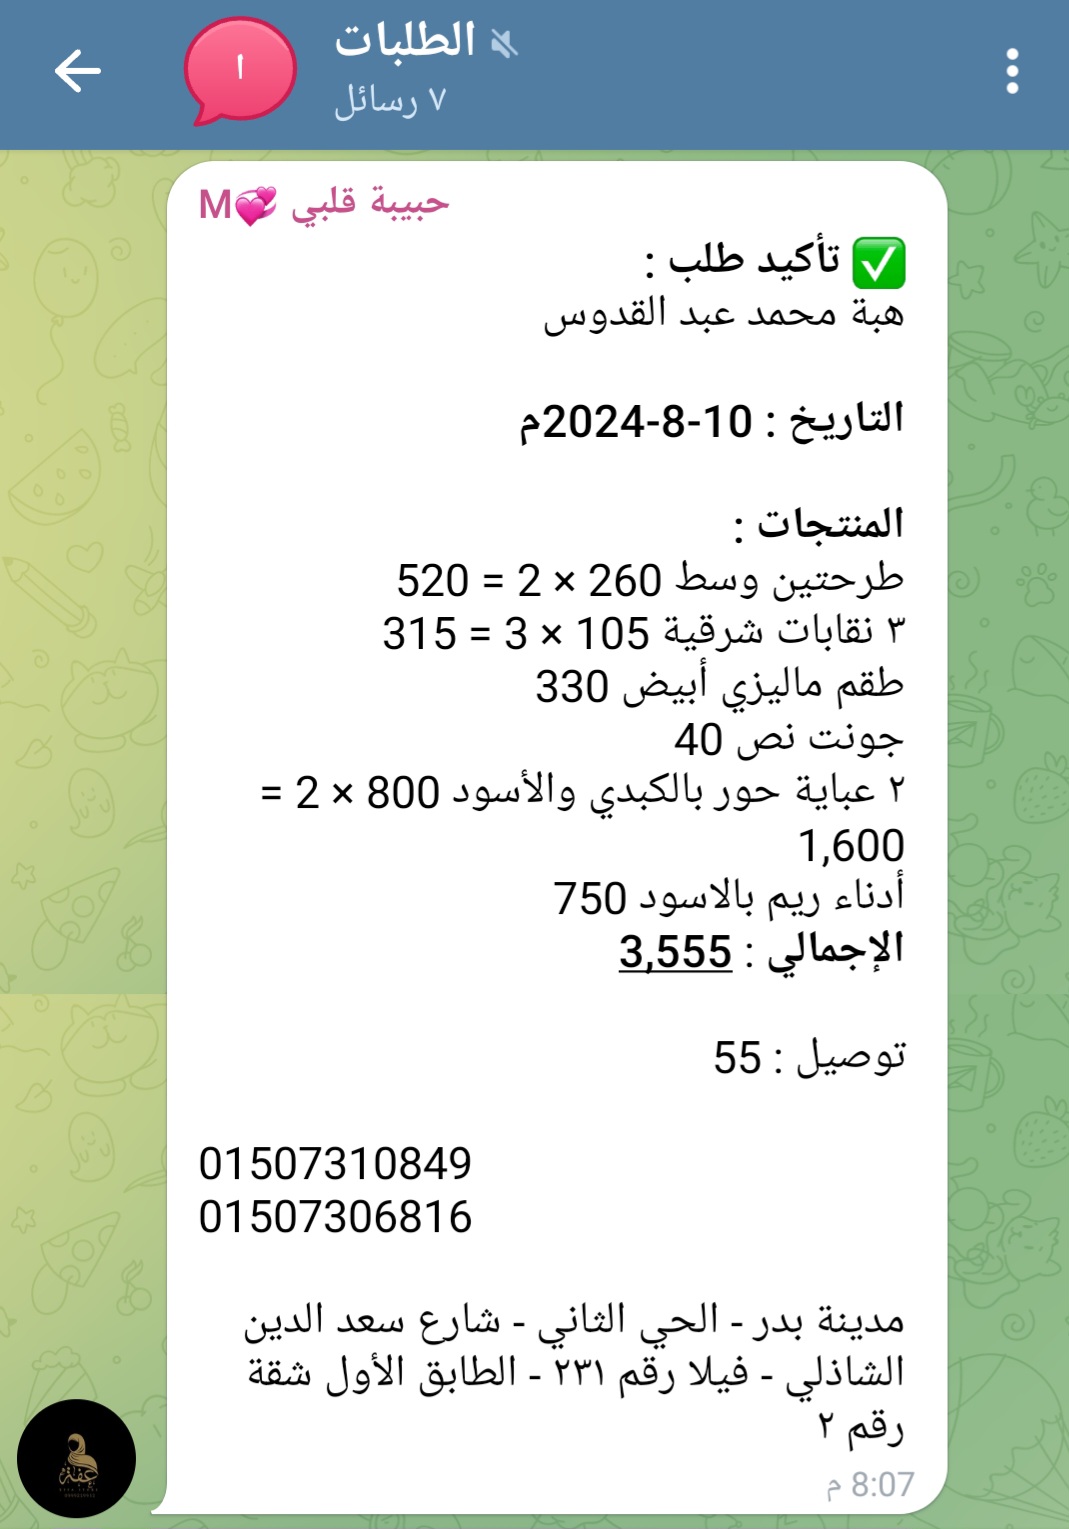 الطلبات
٧ رسائل
ا
حبيبة قلبي 💞M
✅ تأكيد طلب :
هبة محمد عبد القدوس
التاريخ : 10-8-2024م
المنتجات :
طرحتين وسط 260 × 2 = 520
٣ نقابات شرقية 105 × 3 = 315
طقم ماليزي أبيض 330
جونت نص 40
٢ عباية حور بالكبدي والأسود 800 × 2 =
1,600
أدناء ريم بالاسود 750
الإجمالي : 3,555
توصيل : 55
01507310849
01507306816
مدينة بدر - الحي الثاني - شارع سعد الدين
الشاذلي - فيلا رقم ٢٣١ - الطابق الأول شقة
رقم ٢
8:07 م
عفة